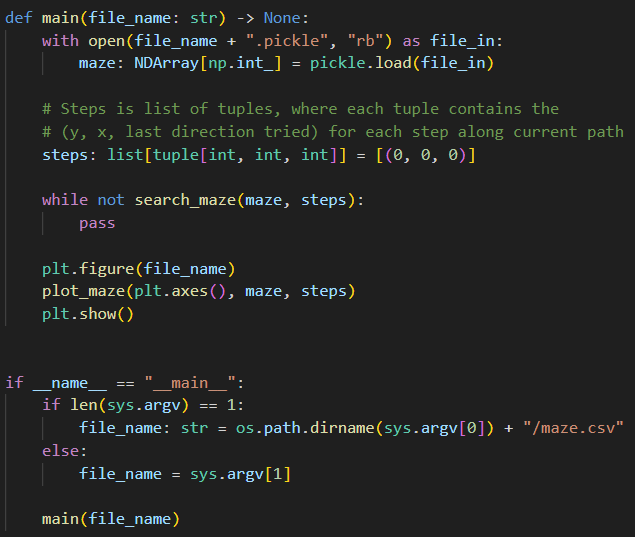 def main(file_name: str) -> None:
    with open(file_name + ".pickle", "rb") as file_in:
        maze: NDArray[np.int_] = pickle.load(file_in)

    # Steps is list of tuples, where each tuple contains the
    # (y, x, last direction tried) for each step along current path
    steps: list[tuple[int, int, int]] = [(0, 0, 0)]

    while not search_maze(maze, steps):
        pass

    plt.figure(file_name)
    plot_maze(plt.axes(), maze, steps)
    plt.show()


if __name__ == "__main__":
    if len(sys.argv) == 1:
        file_name: str = os.path.dirname(sys.argv[0]) + "/maze.csv"
    else:
        file_name = sys.argv[1]

    main(file_name)